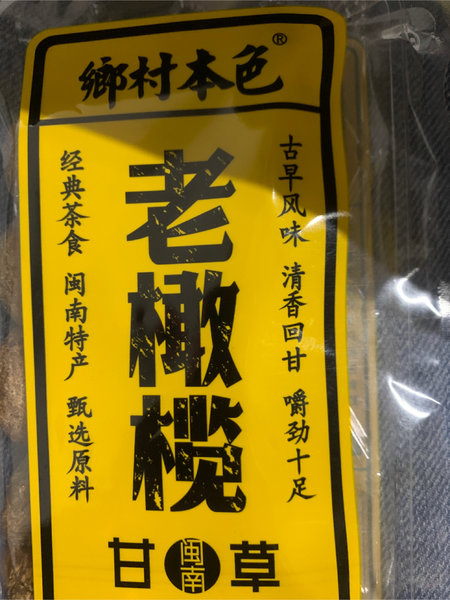 鄉村本色®
古早风味 清香回甘 嚼劲十足
老橄榄
经典茶食 闽南特产 甄选原料
甘闽南草